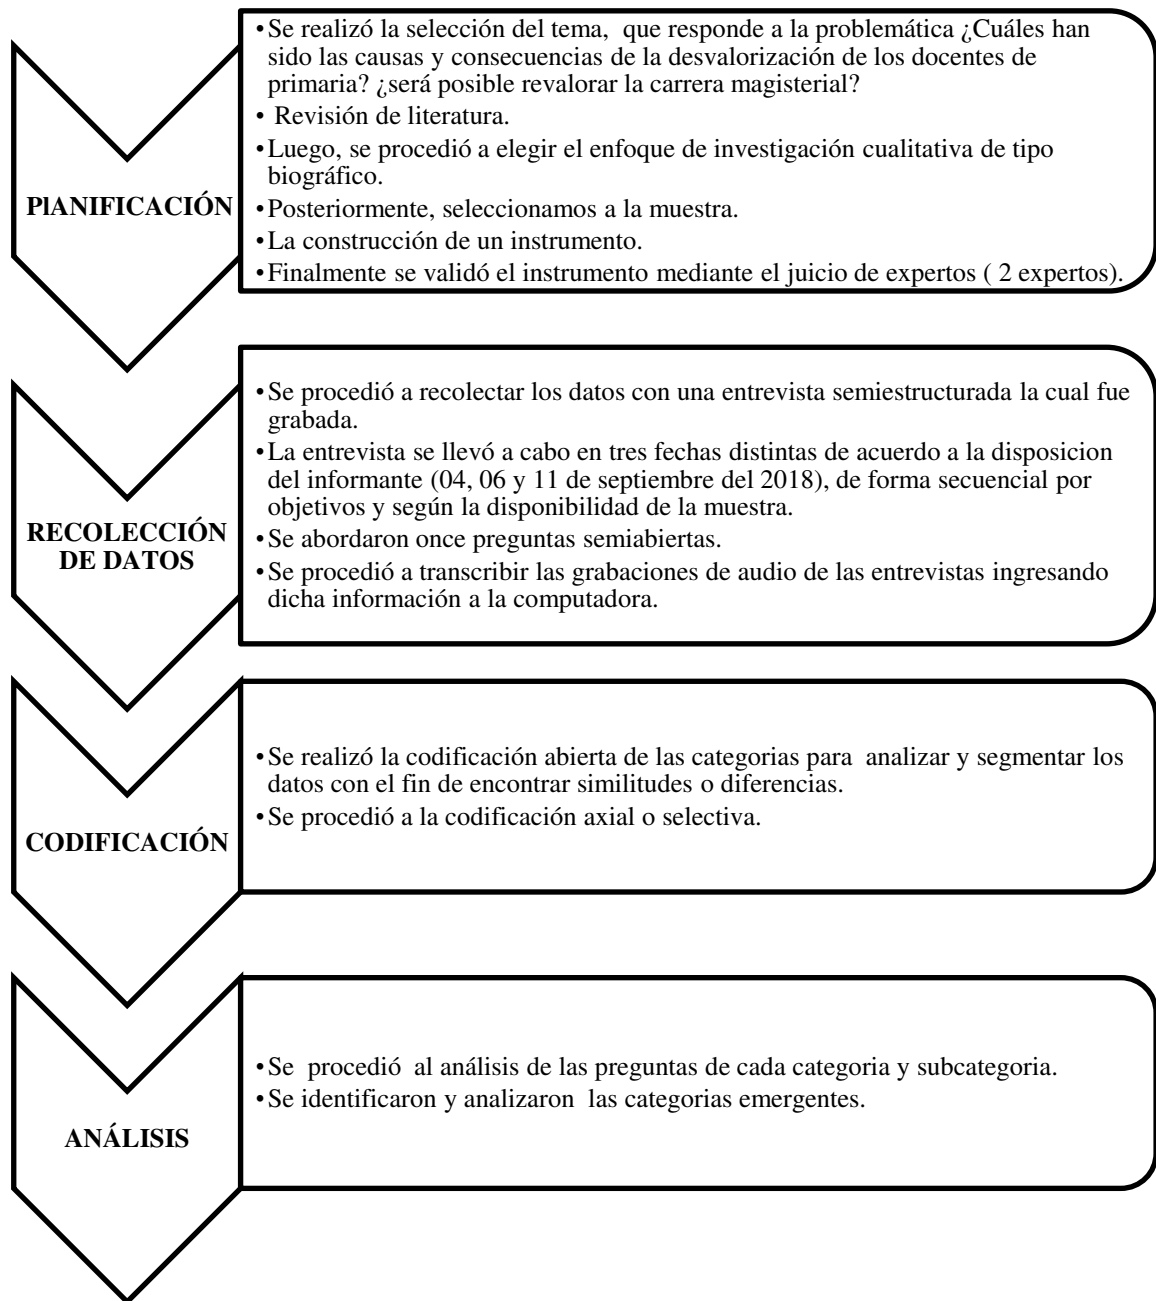 •Se realizó la selección del tema, que responde a la problemática ¿Cuáles han
sido las causas y consecuencias de la desvalorización de los docentes de
primaria? ¿será posible revalorar la carrera magisterial?
• Revisión de literatura.
•Luego, se procedió a elegir el enfoque de investigación cualitativa de tipo
biográfico.
PlANIFICACIÓN
•Posteriormente, seleccionamos a la muestra.
•La construcción de un instrumento.
•Finalmente se validó el instrumento mediante el juicio de expertos ( 2 expertos).
•Se procedió a recolectar los datos con una entrevista semiestructurada la cual fue
grabada.
•La entrevista se llevó a cabo en tres fechas distintas de acuerdo a la disposicion
del informante (04, 06 y 11 de septiembre del 2018), de forma secuencial por
objetivos y según la disponibilidad de la muestra.
RECOLECCIÓN
DE DATOS
•Se abordaron once preguntas semiabiertas.
•Se procedió a transcribir las grabaciones de audio de las entrevistas ingresando
dicha información a la computadora.
•Se realizó la codificación abierta de las categorias para analizar y segmentar los
datos con el fin de encontrar similitudes o diferencias.
•Se procedió a la codificación axial o selectiva.
CODIFICACIÓN
•Se procedió al análisis de las preguntas de cada categoria y subcategoria.
•Se identificaron y analizaron las categorias emergentes.
ANÁLISIS